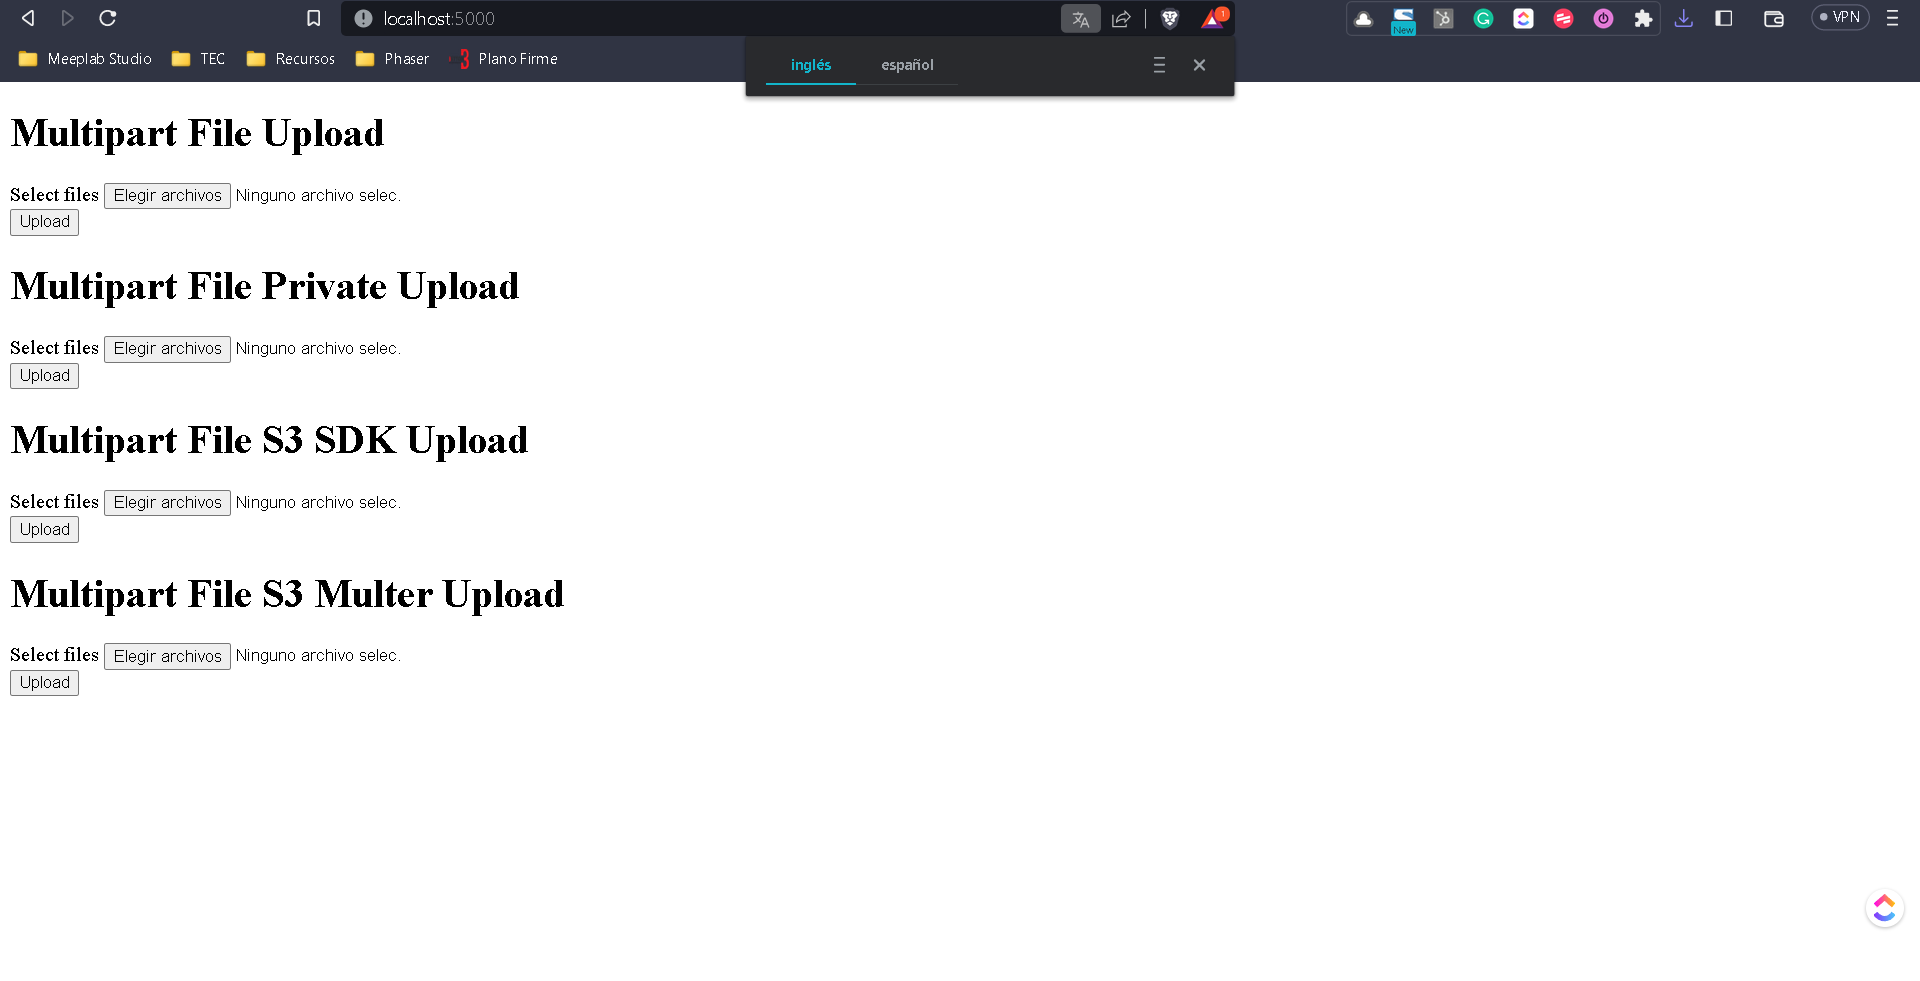 localhost:5000
1
New
VPN
Meeplab Studio TEC Recursos Phaser 3 Plano Firme
inglés español
Multipart File Upload
Select files Elegir archivos Ninguno archivo selec.
Upload
Multipart File Private Upload
Select files Elegir archivos Ninguno archivo selec.
Upload
Multipart File S3 SDK Upload
Select files Elegir archivos Ninguno archivo selec.
Upload
Multipart File S3 Multer Upload
Select files Elegir archivos Ninguno archivo selec.
Upload